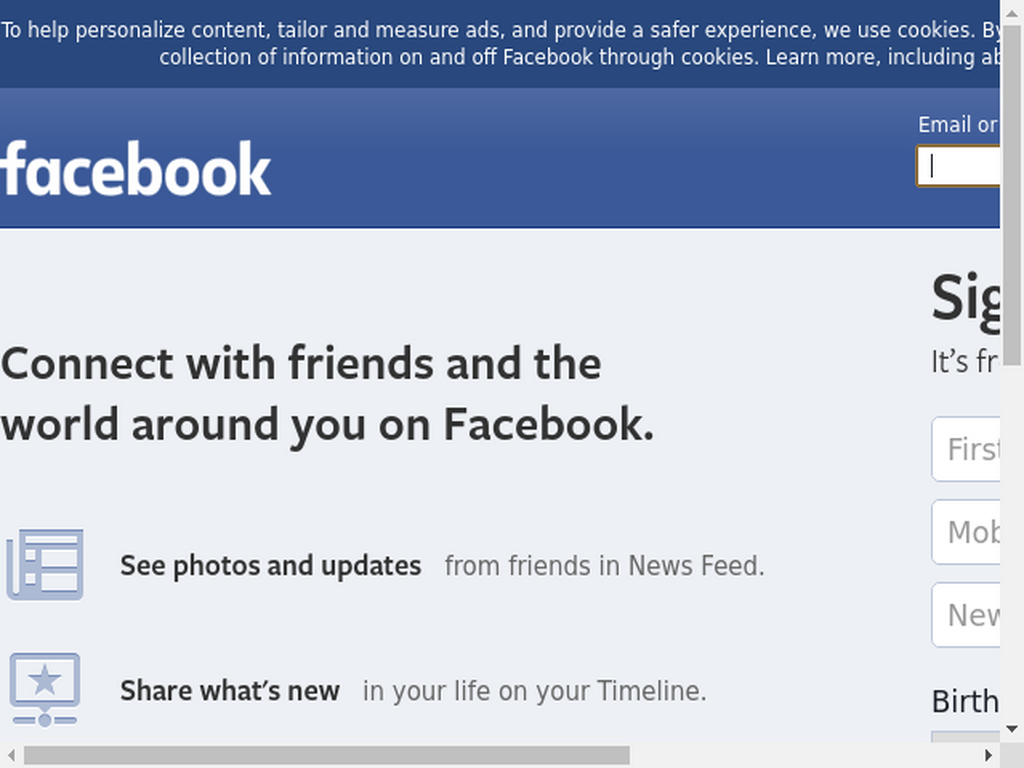 To help personalize content, tailor and measure ads, and provide a safer experience, we use cookies. By
collection of information on and off Facebook through cookies. Learn more, including
facebook
Email or
Connect with friends and the
world around you on Facebook.
Sig
It's fr
First
Mob
New
See photos and updates from friends in News Feed.
Share what's new in your life on your Timeline.
Birth